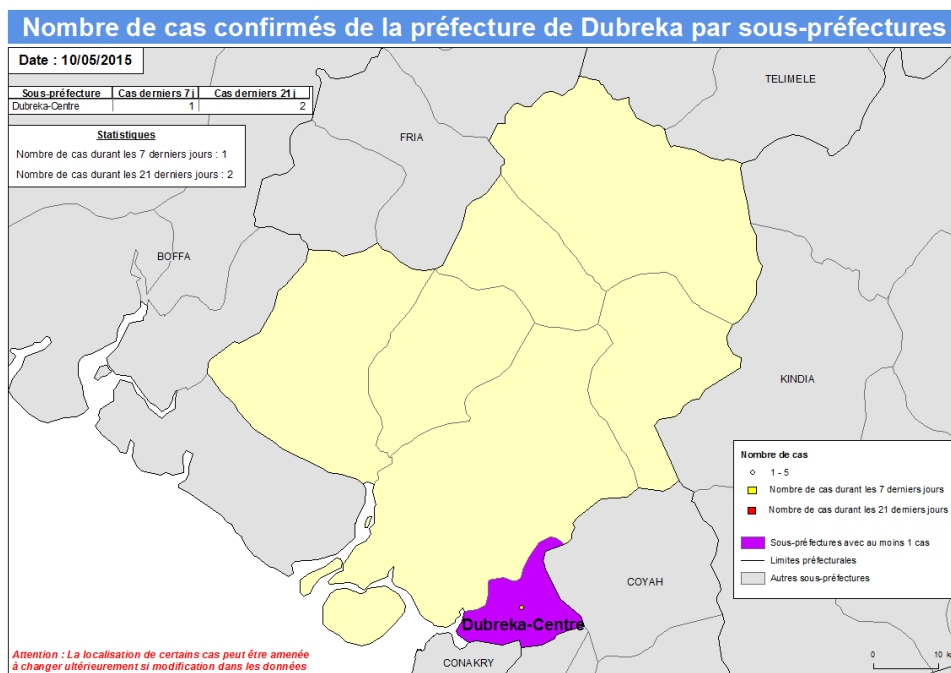 Nombre de cas confirmés de la préfecture de Dubreka par sous-préfectures
Date : 10/05/2015
Sous-préfecture Cas derniers 7 j Cas derniers 21 j
Dubreka-Centre 1 2
Statistiques
Nombre de cas durant les 7 derniers jours : 1
Nombre de cas durant les 21 derniers jours : 2
TELIMELE
FRIA
BOFFA
KINDIA
Nombre de cas
1 - 5
Nombre de cas durant les 7 derniers jours
Nombre de cas durant les 21 derniers jours
Sous-préfectures avec au moins 1 cas
Limites préfecturales
Autres sous-préfectures
COYAH
Dubreka-Centre
CONAKRY
Attention : La localisation de certains cas peut être amenée
à changer ultérieurement si modification dans les données
0 10 k